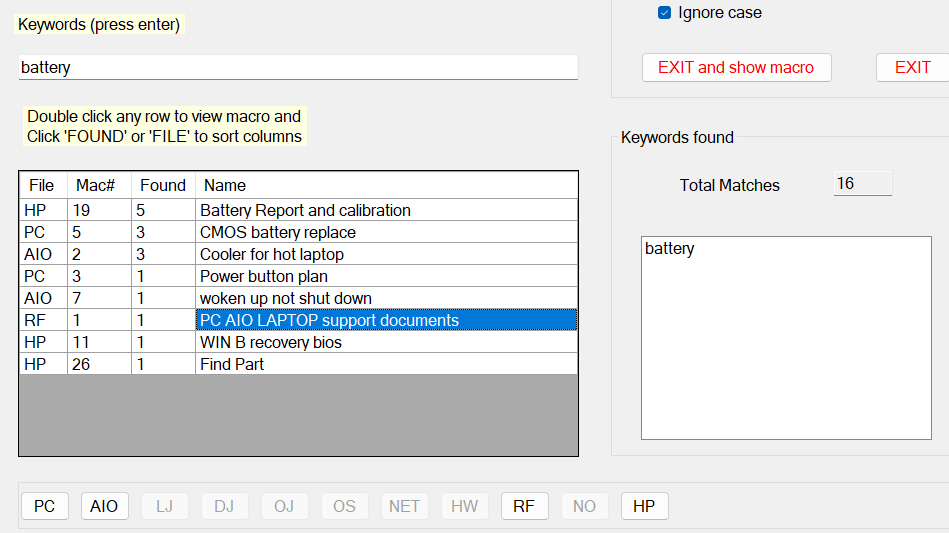 Keywords (press enter)
battery
Double click any row to view macro and
Click 'FOUND' or 'FILE' to sort columns
File Mac# Found Name
HP 19 5 Battery Report and calibration
PC 5 3 CMOS battery replace
AIO 2 3 Cooler for hot laptop
PC 3 1 Power button plan
AIO 7 1 woken up not shut down
RF 1 1 PC AIO LAPTOP support documents
HP 11 1 WIN B recovery bios
HP 26 1 Find Part
Ignore case
EXIT and show macro EXIT
Keywords found
Total Matches 16
battery
PC AIO LJ DJ OJ OS NET HW RF NO HP